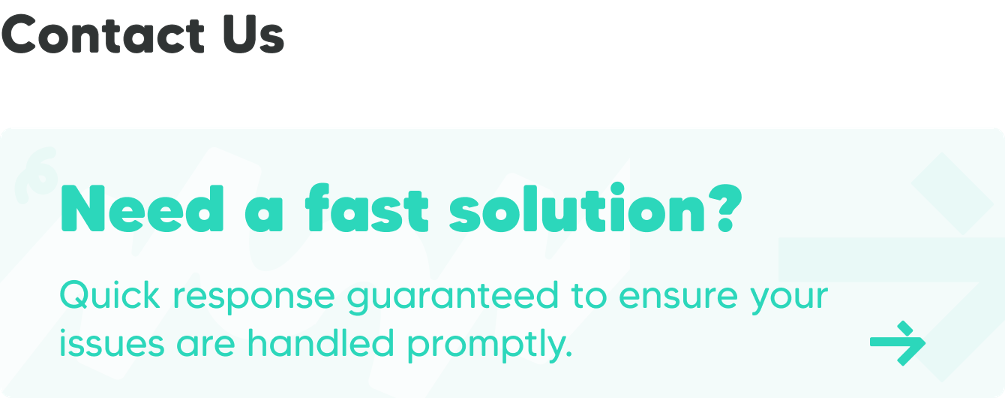 Contact Us
Need a fast solution?
Quick response guaranteed to ensure your
issues are handled promptly.